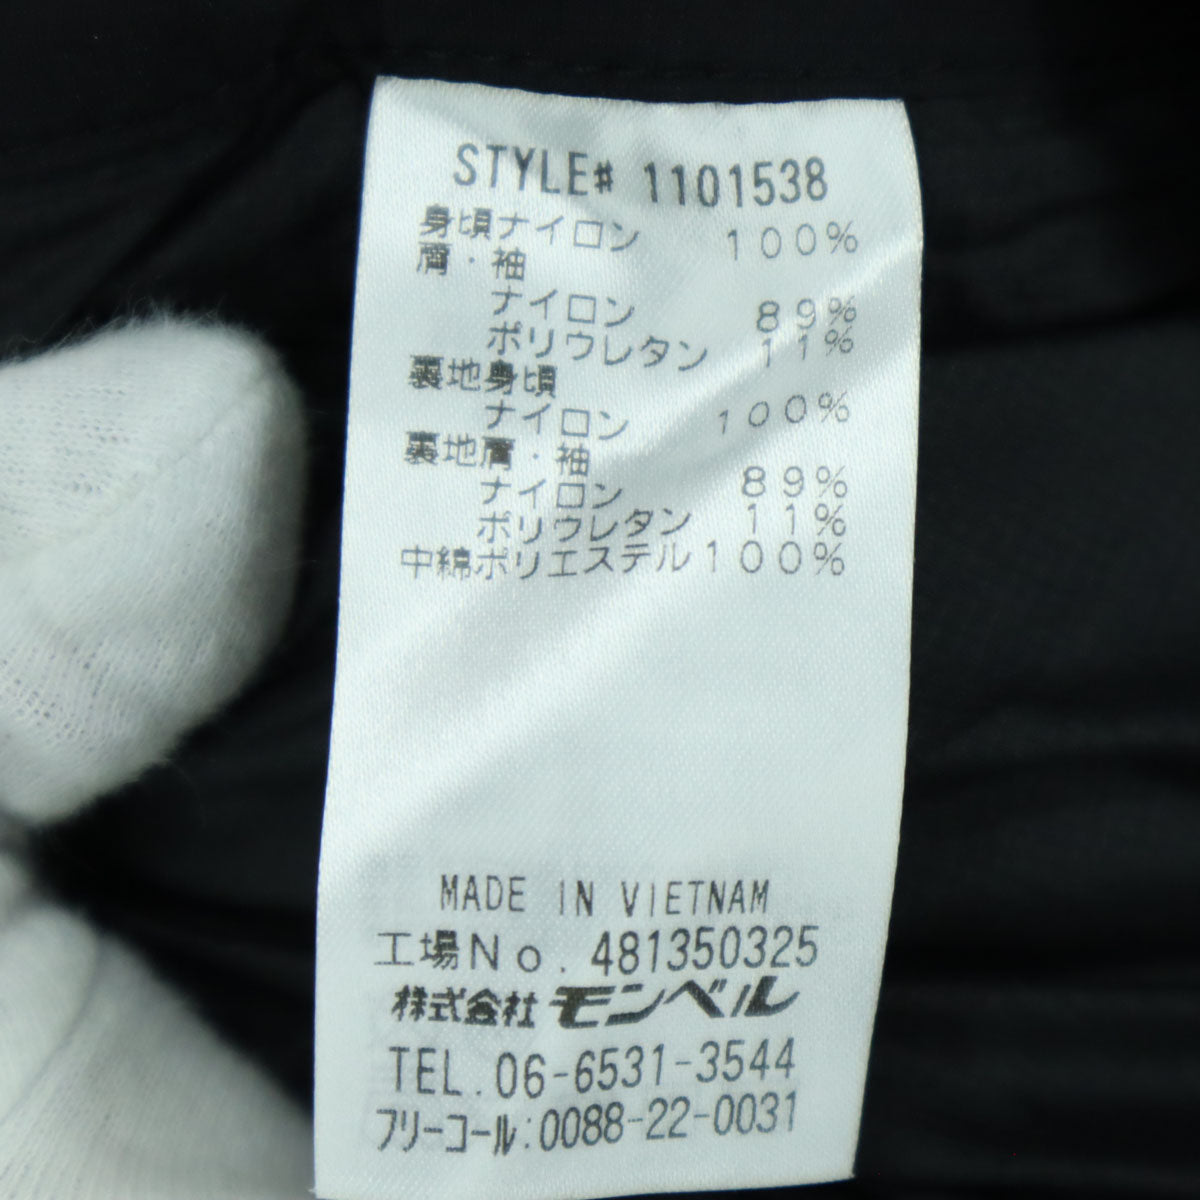 STYLE# 1101538
身頃ナイロン 100%
肩・袖
ナイロン 89%
ポリウレタン 11%
裏地身頃
ナイロン 100%
裏地肩・袖
ナイロン 89%
ポリウレタン 11%
中綿ポリエステル100%
MADE IN VIETNAM
工場No. 481350325
株式会社モンベル
TEL. 06-6531-3544
フリーコール:0088-22-0031